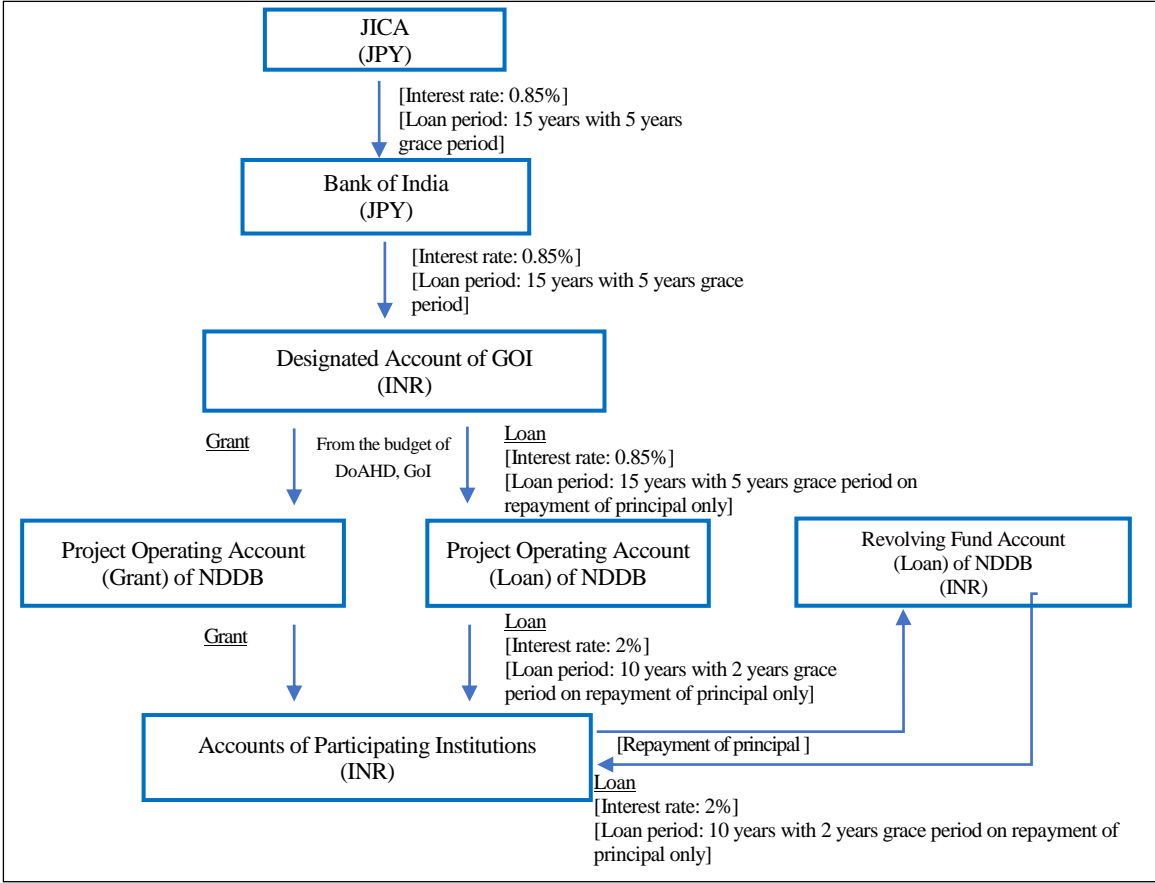 JICA
(JPY)
[Interest rate: 0.85%]
[Loan period: 15 years with 5 years
grace period]
Bank of India
(JPY)
[Interest rate: 0.85%]
[Loan period: 15 years with 5 years grace
period]
Designated Account of GOI
(INR)
Grant
From the budget of
DoAHD, GoI
Loan
[Interest rate: 0.85%]
[Loan period: 15 years with 5 years grace period on
repayment of principal only]
Project Operating Account
(Grant) of NDDB
Project Operating Account
(Loan) of NDDB
Revolving Fund Account
(Loan) of NDDB
(INR)
Grant
Loan
[Interest rate: 2%]
[Loan period: 10 years with 2 years grace
period on repayment of principal only]
Accounts of Participating Institutions
(INR)
[Repayment of principal ]
Loan
[Interest rate: 2%]
[Loan period: 10 years with 2 years grace period on repayment of
principal only]